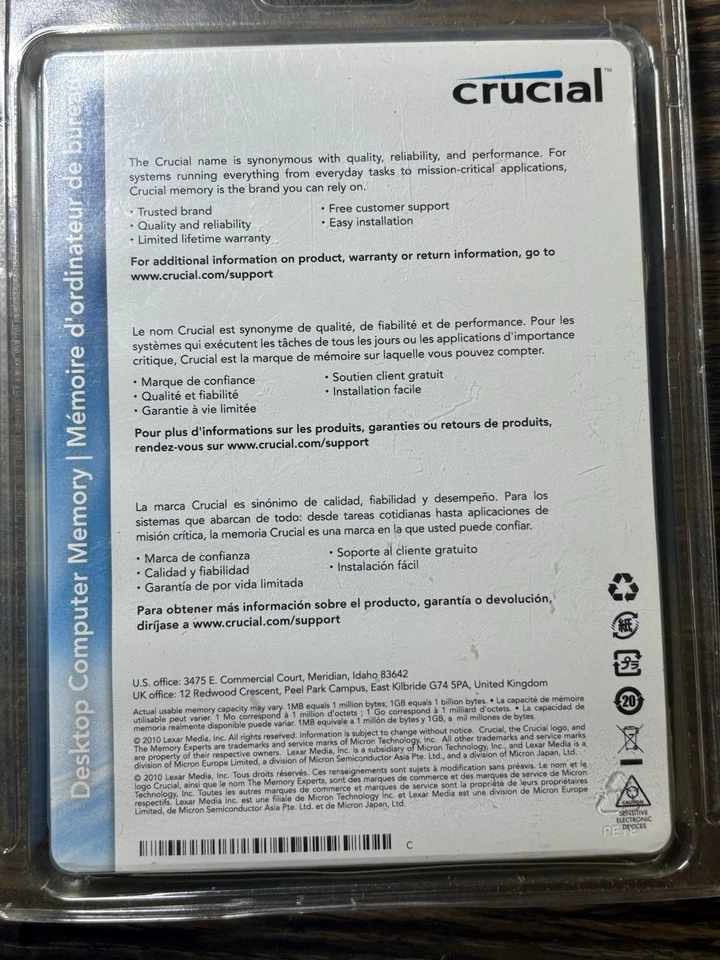 crucial™
Desktop Computer Memory | Mémoire d'ordinateur de bureau
The Crucial name is synonymous with quality, reliability, and performance. For
systems running everything from everyday tasks to mission-critical applications,
Crucial memory is the brand you can rely on.
• Trusted brand
• Quality and reliability
• Limited lifetime warranty
• Free customer support
• Easy installation
For additional information on product, warranty or return information, go to
www.crucial.com/support
Le nom Crucial est synonyme de qualité, de fiabilité et de performance. Pour les
systèmes qui exécutent les tâches de tous les jours ou les applications d'importance
critique, Crucial est la marque de mémoire sur laquelle vous pouvez compter.
• Marque de confiance
• Qualité et fiabilité
• Garantie à vie limitée
• Soutien client gratuit
• Installation facile
Pour plus d'informations sur les produits, garanties ou retours de produits,
rendez-vous sur www.crucial.com/support
La marca Crucial es sinónimo de calidad, fiabilidad y desempeño. Para los
sistemas que abarcan de todo: desde tareas cotidianas hasta aplicaciones de
misión crítica, la memoria Crucial es una marca en la que usted puede confiar.
• Marca de confianza
• Calidad y fiabilidad
• Garantía de por vida limitada
• Soporte al cliente gratuito
• Instalación fácil
Para obtener más información sobre el producto, garantía o devolución,
diríjase a www.crucial.com/support
U.S. office: 3475 E. Commercial Court, Meridian, Idaho 83642
UK office: 12 Redwood Crescent, Peel Park Campus, East Kilbride G74 5PA, United Kingdom
Actual usable memory capacity may vary. 1MB equals 1 million bytes; 1GB equals 1 billion bytes. • La capacité de mémoire
utilisable peut varier. 1 Mo correspond à 1 million d'octets ; 1 Go correspond à 1 milliard d'octets. • La capacidad de
memoria realmente disponible puede variar. 1MB equivale a 1 millón de bytes y 1GB, a mil millones de bytes.
© 2010 Lexar Media, Inc. All rights reserved. Information is subject to change without notice. Crucial, the Crucial logo, and
The Memory Experts are trademarks and service marks of Micron Technology, Inc. All other trademarks and service marks
are property of their respective owners. Lexar Media, Inc. is a subsidiary of Micron Technology, Inc., and Lexar Media is a
division of Micron Europe Limited, a division of Micron Semiconductor Asia Pte. Ltd., and a division of Micron Japan, Ltd.
© 2010 Lexar Media, Inc. Tous droits réservés. Ces renseignements sont sujets à modification sans préavis. Le nom et le
logo Crucial, ainsi que le nom The Memory Experts, sont des marques de commerce et des marques de service de Micron
Technology, Inc. Toutes les autres marques de commerce et marques de service sont la propriété de leurs propriétaires
respectifs. Lexar Media Inc. est une filiale de Micron Technology, Inc. et Lexar Media est une division de Micron Europe
Limited, de Micron Semiconductor Asia Pte. Ltd. et de Micron Japan, Ltd.
C
紙
プラ
20
CAUTION
SENSITIVE
ELECTRONIC
DEVICES
PETE